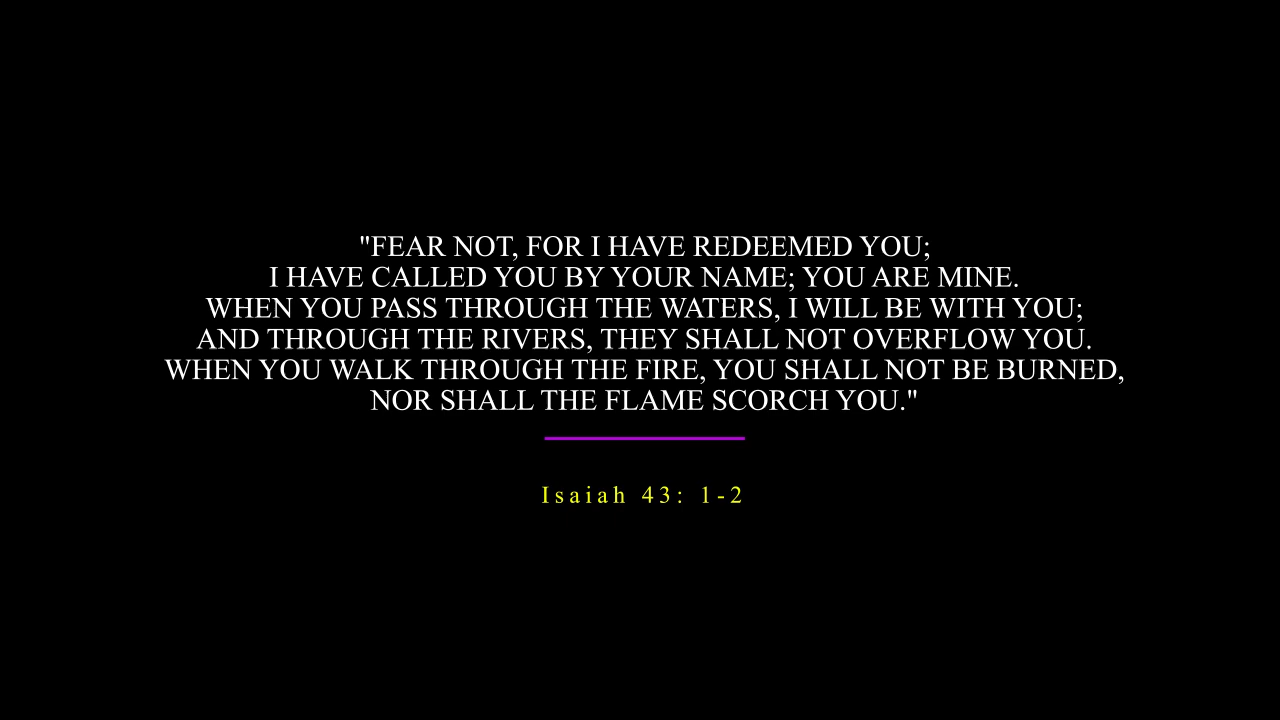 "FEAR NOT, FOR I HAVE REDEEMED YOU;
I HAVE CALLED YOU BY YOUR NAME; YOU ARE MINE.
WHEN YOU PASS THROUGH THE WATERS, I WILL BE WITH YOU;
AND THROUGH THE RIVERS, THEY SHALL NOT OVERFLOW YOU.
WHEN YOU WALK THROUGH THE FIRE, YOU SHALL NOT BE BURNED,
NOR SHALL THE FLAME SCORCH YOU."
Isaiah 43: 1-2